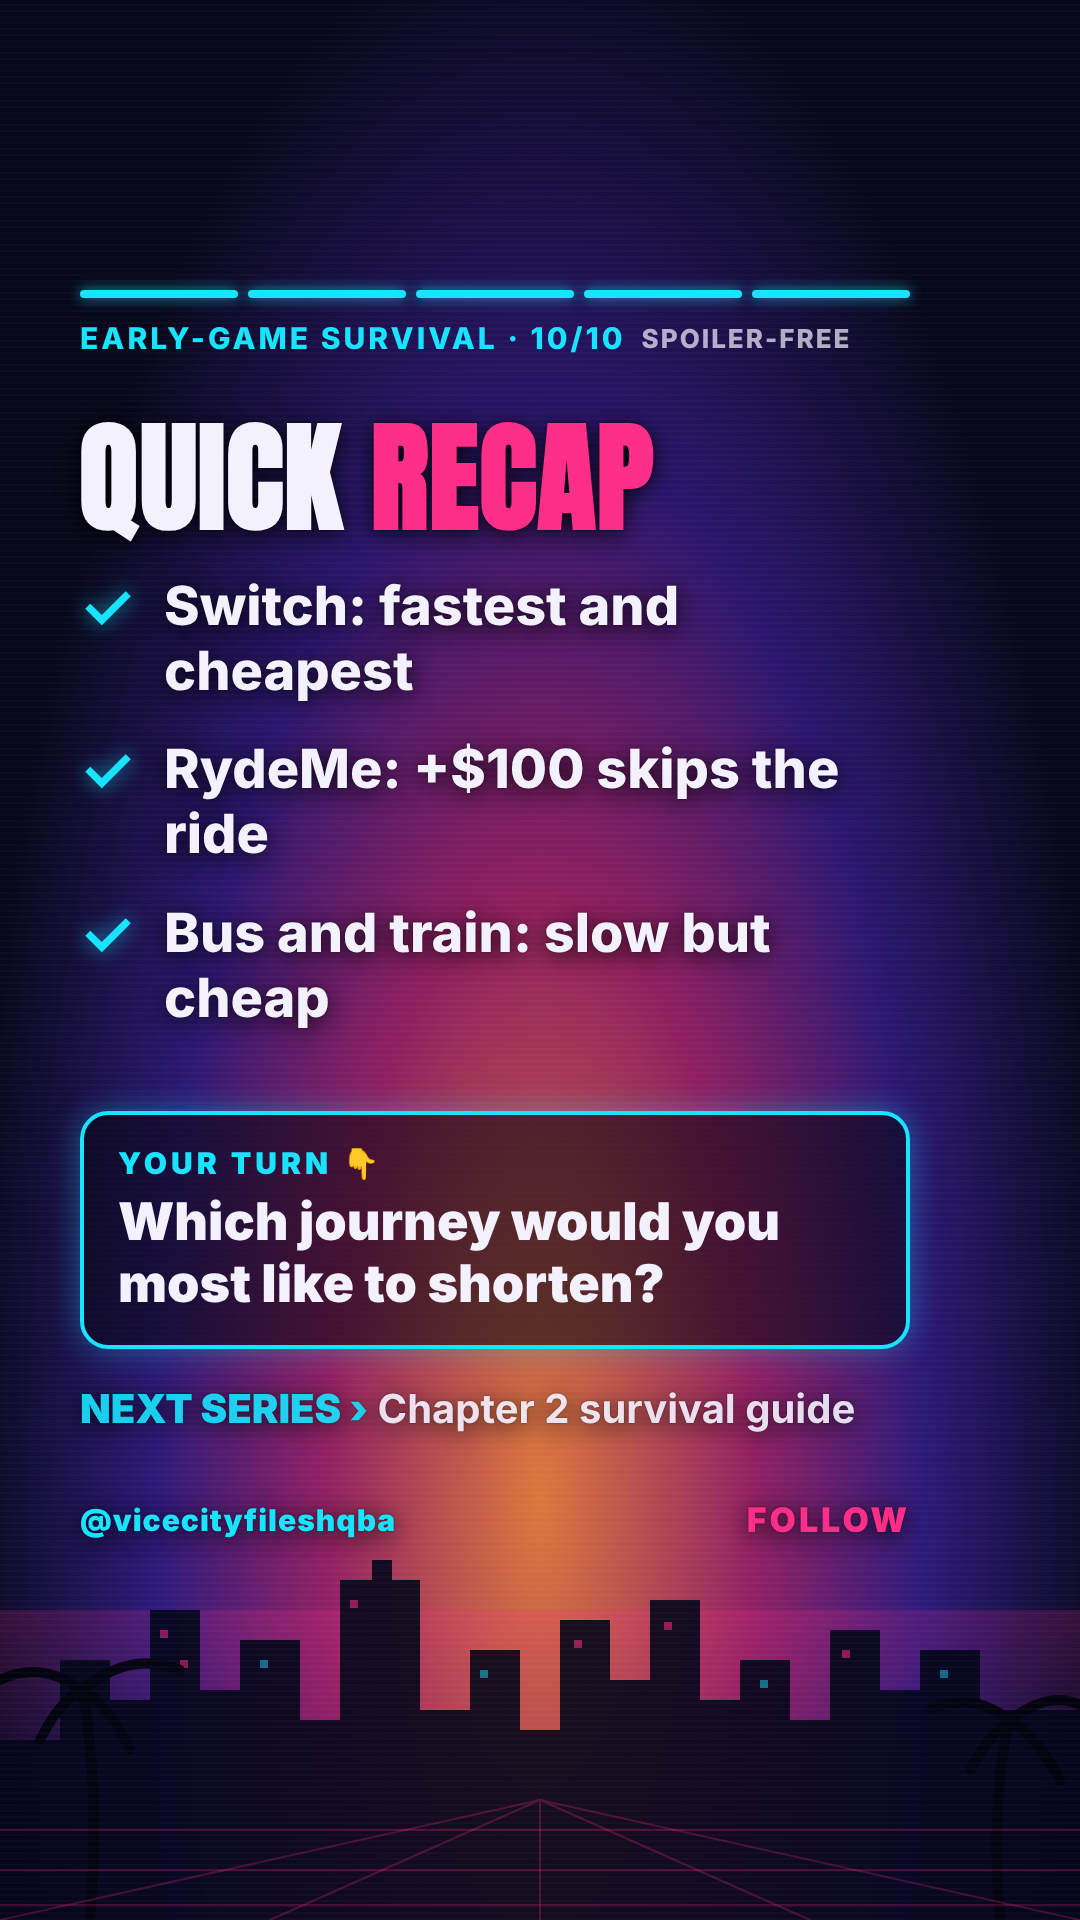 EARLY-GAME SURVIVAL · 10/10 SPOILER-FREE
QUICK RECAP
Switch: fastest and
cheapest
RydeMe: +$100 skips the
ride
Bus and train: slow but
cheap
YOUR TURN 👇
Which journey would you
most like to shorten?
NEXT SERIES › Chapter 2 survival guide
@vicecityfileshqba FOLLOW